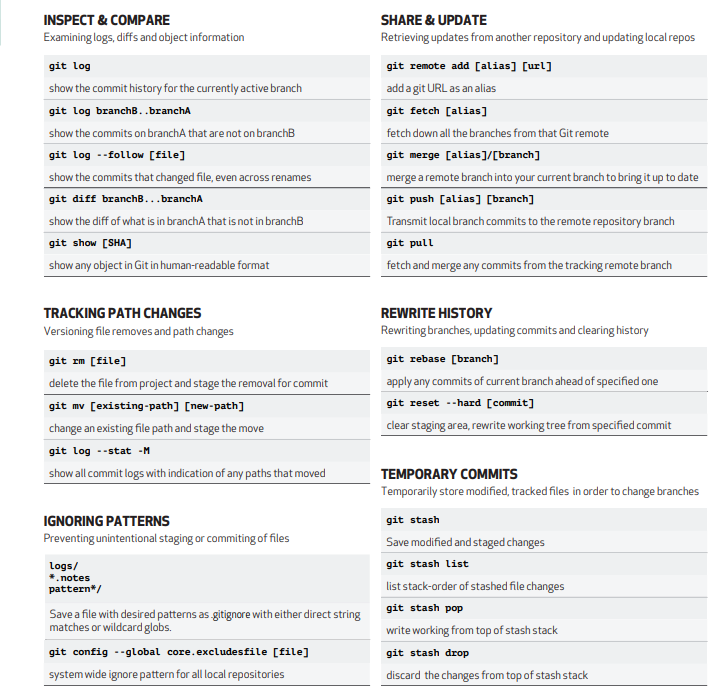 INSPECT & COMPARE
Examining logs, diffs and object information
git log
show the commit history for the currently active branch
git log branchB..branchA
show the commits on branchA that are not on branchB
git log --follow [file]
show the commits that changed file, even across renames
git diff branchB...branchA
show the diff of what is in branchA that is not in branchB
git show [SHA]
show any object in Git in human-readable format
TRACKING PATH CHANGES
Versioning file removes and path changes
git rm [file]
delete the file from project and stage the removal for commit
git mv [existing-path] [new-path]
change an existing file path and stage the move
git log --stat -M
show all commit logs with indication of any paths that moved
IGNORING PATTERNS
Preventing unintentional staging or commiting of files
logs/
*.notes
pattern*/
Save a file with desired patterns as .gitignore with either direct string
matches or wildcard globs.
git config --global core.excludesfile [file]
system wide ignore pattern for all local repositories
SHARE & UPDATE
Retrieving updates from another repository and updating local repos
git remote add [alias] [url]
add a git URL as an alias
git fetch [alias]
fetch down all the branches from that Git remote
git merge [alias]/[branch]
merge a remote branch into your current branch to bring it up to date
git push [alias] [branch]
Transmit local branch commits to the remote repository branch
git pull
fetch and merge any commits from the tracking remote branch
REWRITE HISTORY
Rewriting branches, updating commits and clearing history
git rebase [branch]
apply any commits of current branch ahead of specified one
git reset --hard [commit]
clear staging area, rewrite working tree from specified commit
TEMPORARY COMMITS
Temporarily store modified, tracked files in order to change branches
git stash
Save modified and staged changes
git stash list
list stack-order of stashed file changes
git stash pop
write working from top of stash stack
git stash drop
discard the changes from top of stash stack